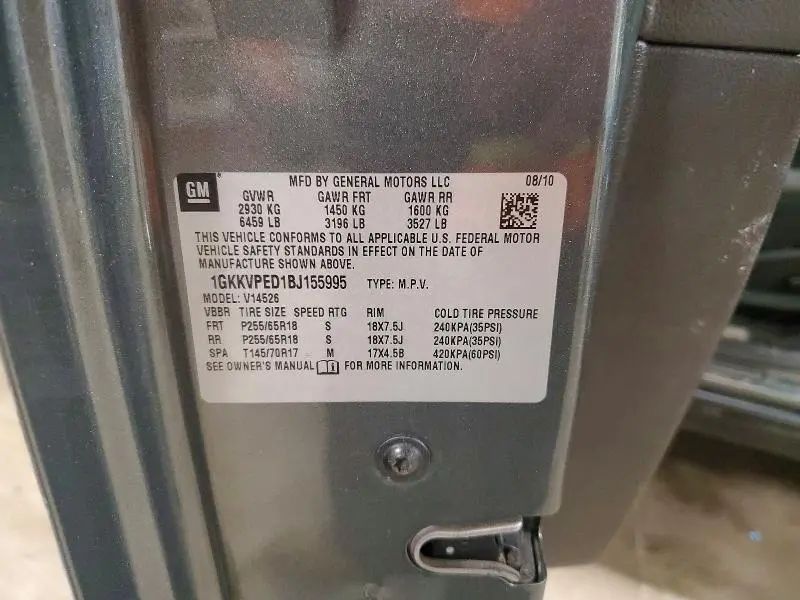 GM
MFD BY GENERAL MOTORS LLC 08/10
GVWR GAWR FRT GAWR RR
2930 KG 1450 KG 1600 KG
6459 LB 3196 LB 3527 LB
THIS VEHICLE CONFORMS TO ALL APPLICABLE U.S. FEDERAL MOTOR
VEHICLE SAFETY STANDARDS IN EFFECT ON THE DATE OF
MANUFACTURE SHOWN ABOVE.
1GKKVPED1BJ155995 TYPE: M.P.V.
MODEL: V14526
VBBR TIRE SIZE SPEED RTG RIM COLD TIRE PRESSURE
FRT P255/65R18 S 18X7.5J 240KPA(35PSI)
RR P255/65R18 S 18X7.5J 240KPA(35PSI)
SPA T145/70R17 M 17X4.5B 420KPA(60PSI)
SEE OWNER'S MANUAL FOR MORE INFORMATION.